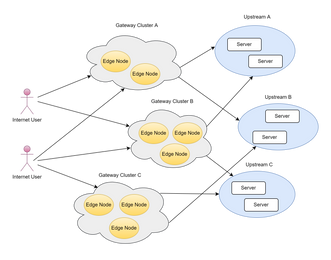 Gateway Cluster A
Upstream A
Edge Node
Edge Node
Server
Server
Internet User
Gateway Cluster B
Upstream B
Edge Node
Edge Node
Edge Node
Server
Server
Internet User
Gateway Cluster C
Upstream C
Edge Node
Edge Node
Edge Node
Server
Server